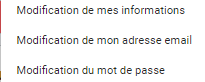 Modification de mes informations
Modification de mon adresse email
Modification du mot de passe